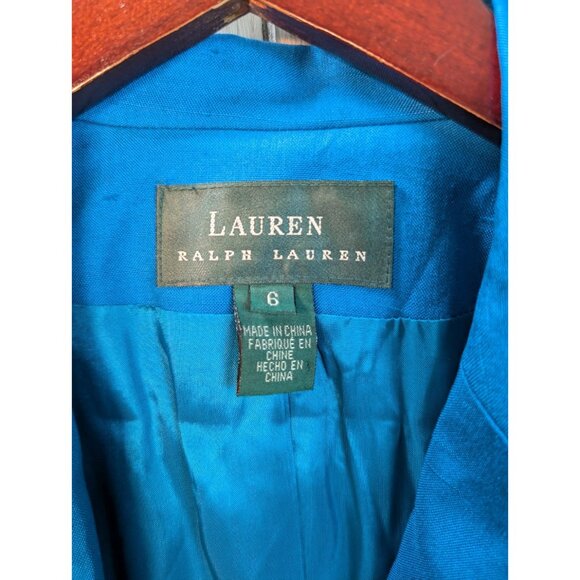 LAUREN
RALPH LAUREN
6
MADE IN CHINA
FABRIQUÉ EN
CHINE
HECHO EN
CHINA